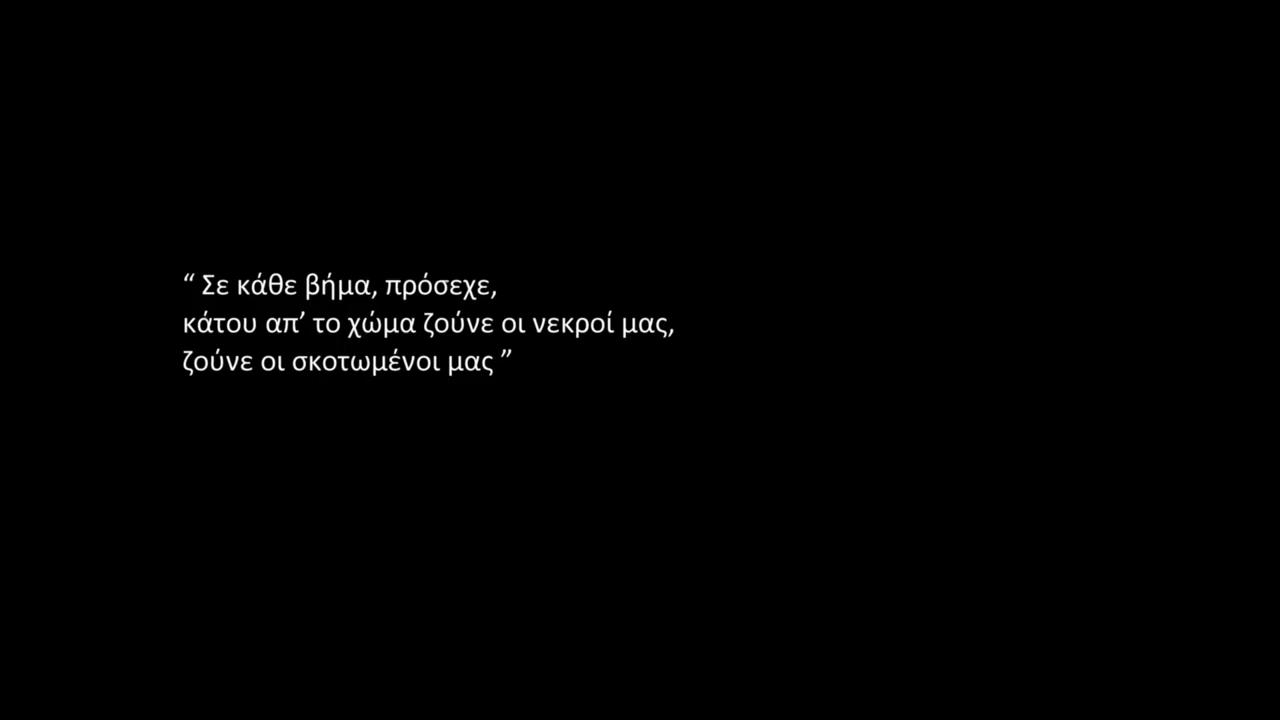 “ Σε κάθε βήμα, πρόσεχε,
κάτου απ’ το χώμα ζούνε οι νεκροί μας,
ζούνε οι σκοτωμένοι μας ”